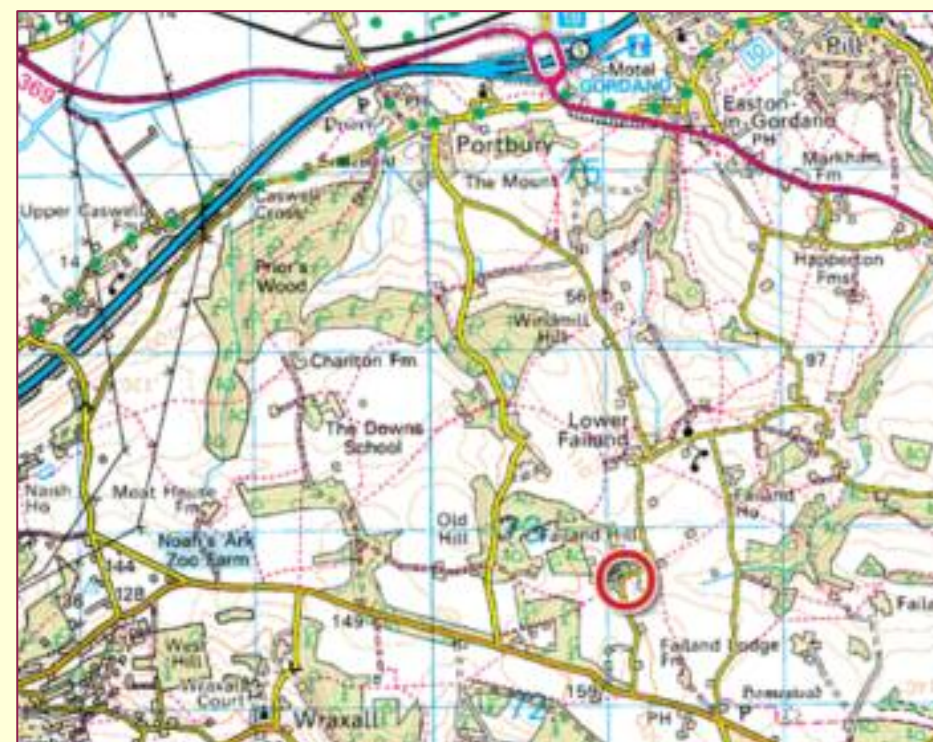 369
P
Portbury
The Mount
75
Motel
GORDANO
19
Pill
Easton-
in-Gordano
PH
Markham
Fm
Happerton
Fms
Upper Caswell
Fm
Caswell
Cross
14
Prior's
Wood
56
Windmill
Hill
97
Charlton Fm
The Downs
School
Lower
Failand
Failand
Ho
Naish
Ho
Moat House
Fm
Noah's Ark
Zoo Farm
Old
Hill
Failand Hill
144
128
138
149
159
West
Hill
Wraxall
Court
Wraxall
72
Failand Lodge
Fm
PH
P